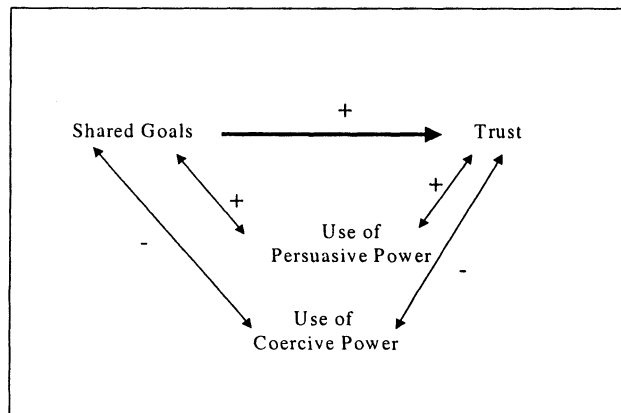 +
Shared Goals Trust
+ +
Use of
Persuasive Power
- -
Use of
Coercive Power